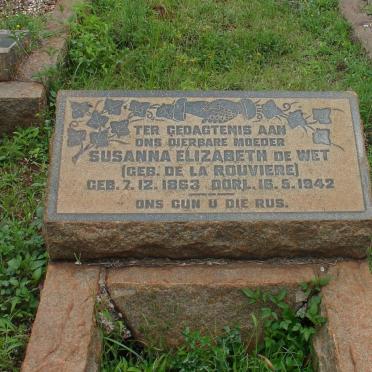 TER GEDAGTENIS AAN
ONS DIERBARE MOEDER
SUSANNA ELIZABETH DE WET
(GEB. DE LA ROUVIERE)
GEB. 7.12.1863 OORL. 16.5.1942
ONS GUN U DIE RUS.